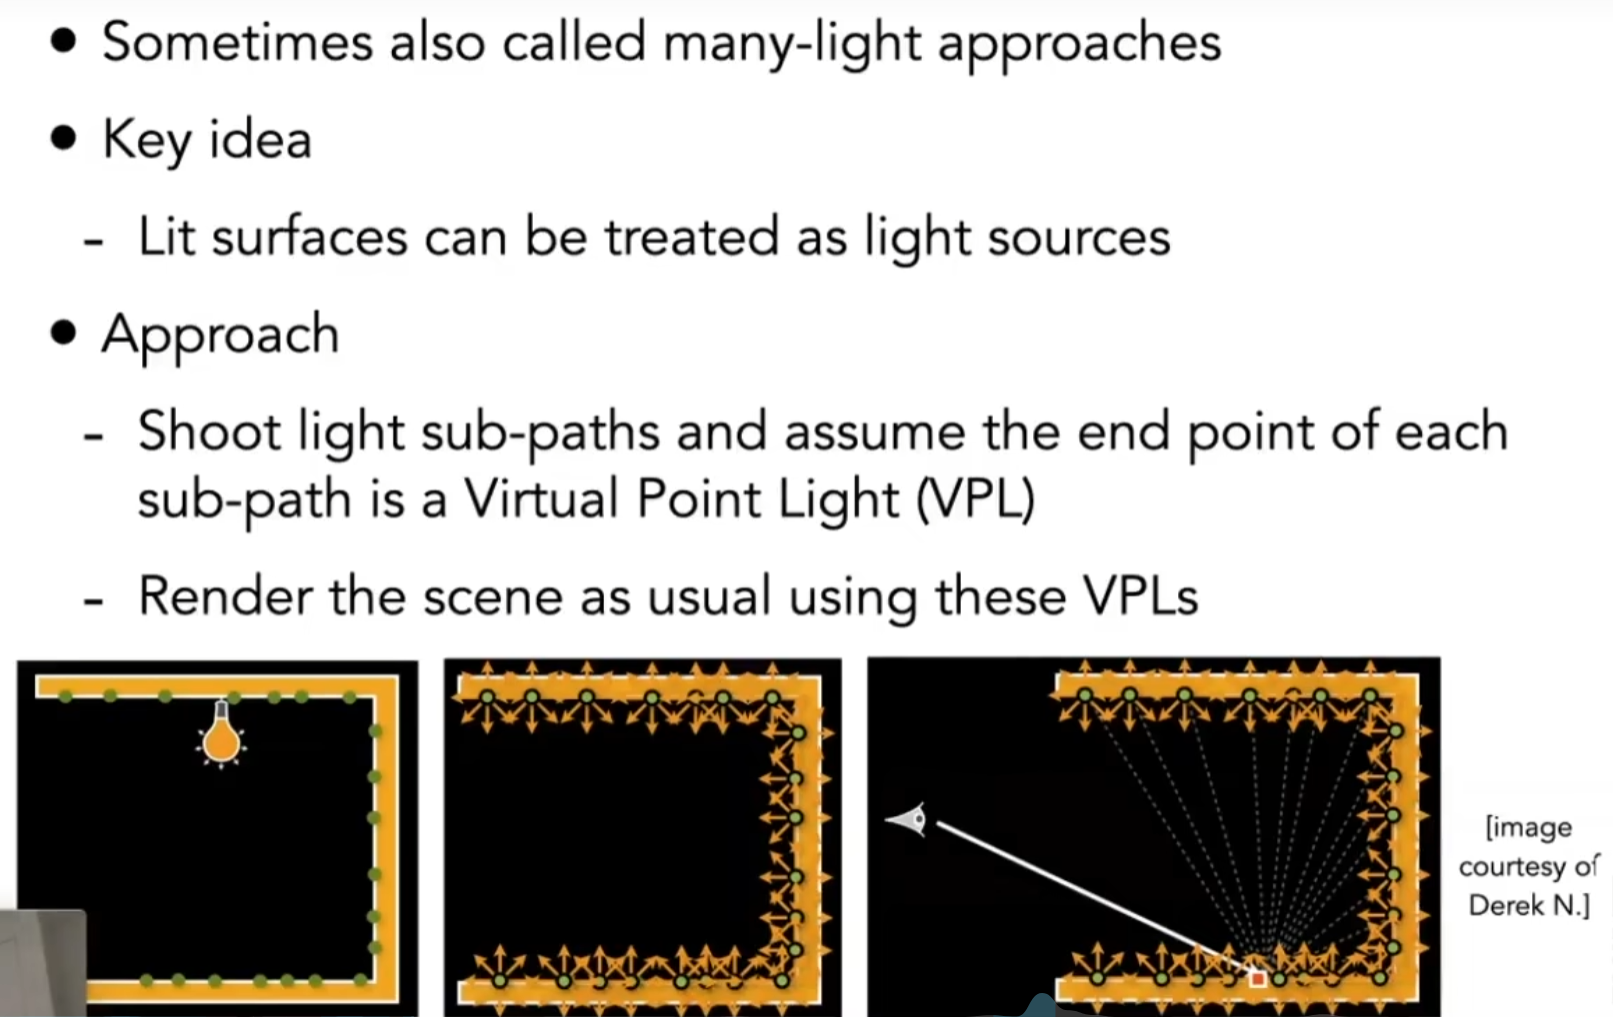 • Sometimes also called many-light approaches
• Key idea
- Lit surfaces can be treated as light sources
• Approach
- Shoot light sub-paths and assume the end point of each
sub-path is a Virtual Point Light (VPL)
- Render the scene as usual using these VPLs
[image
courtesy of
Derek N.]